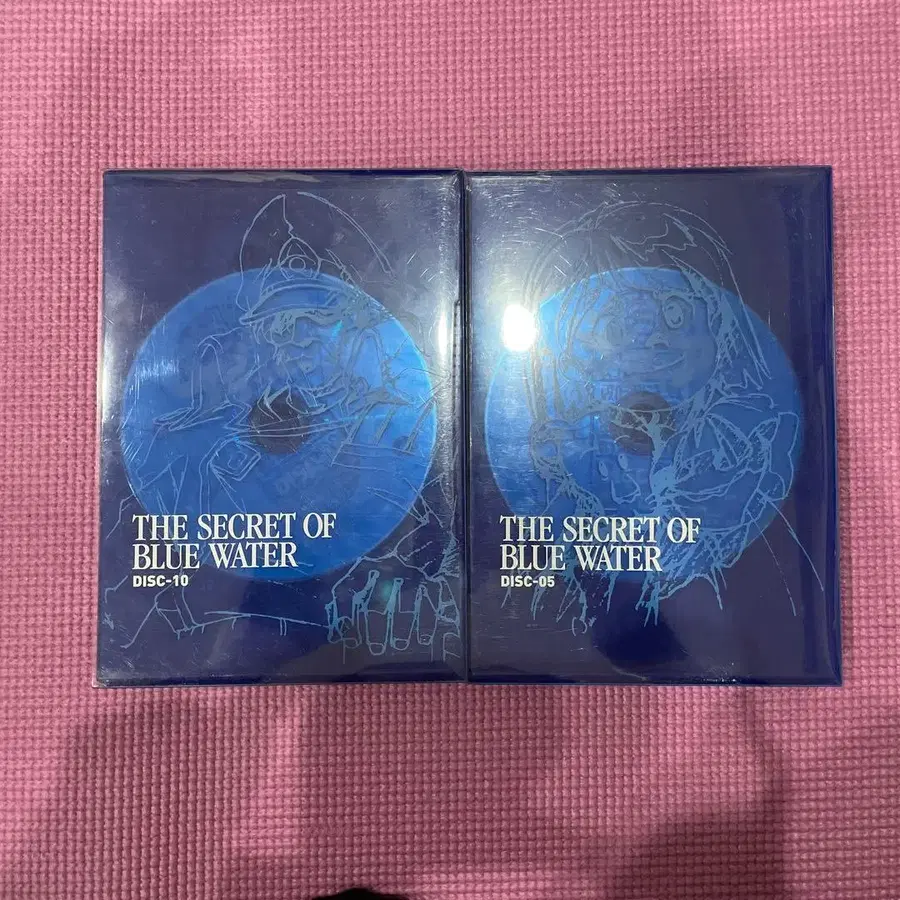 THE SECRET OF
BLUE WATER
DISC-10
THE SECRET OF
BLUE WATER
DISC-05